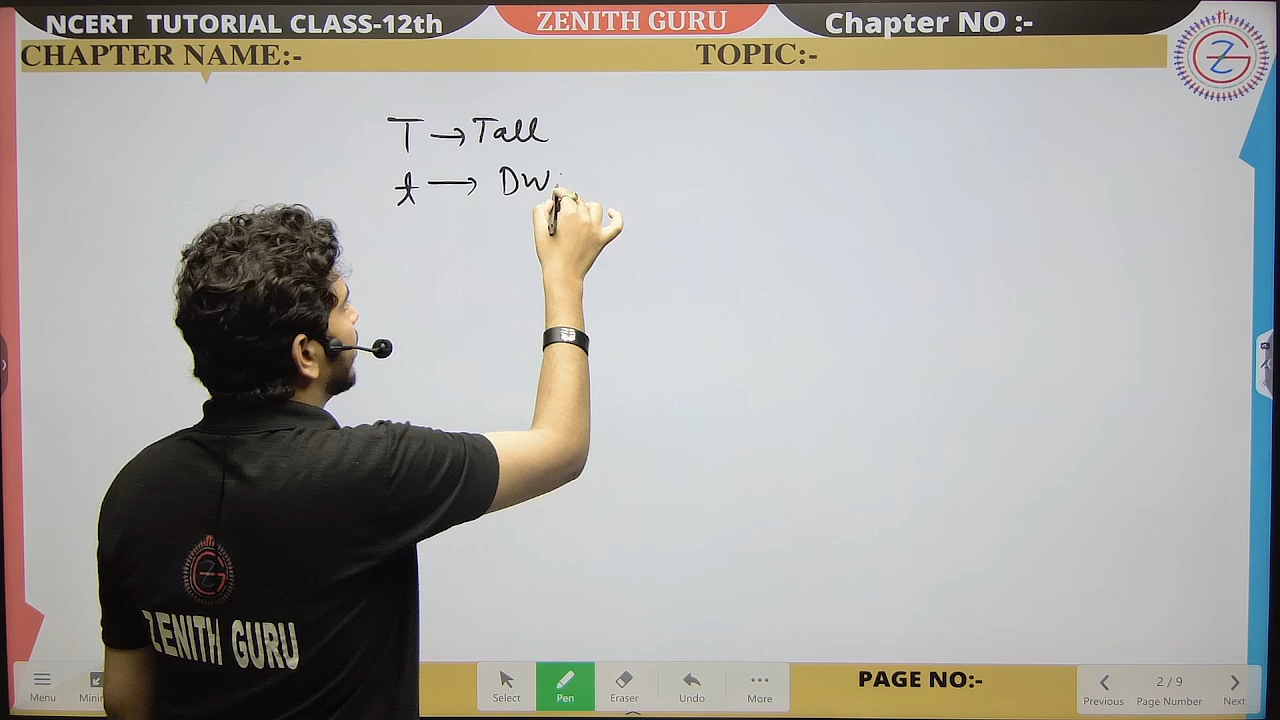 NCERT TUTORIAL CLASS-12th
ZENITH GURU
Chapter NO :-
CHAPTER NAME:-
TOPIC:-
T → Tall
t → DW
ZENITH GURU
Menu
Select
Pen
Eraser
Undo
More
PAGE NO:-
Previous
2 / 9
Page Number
Next